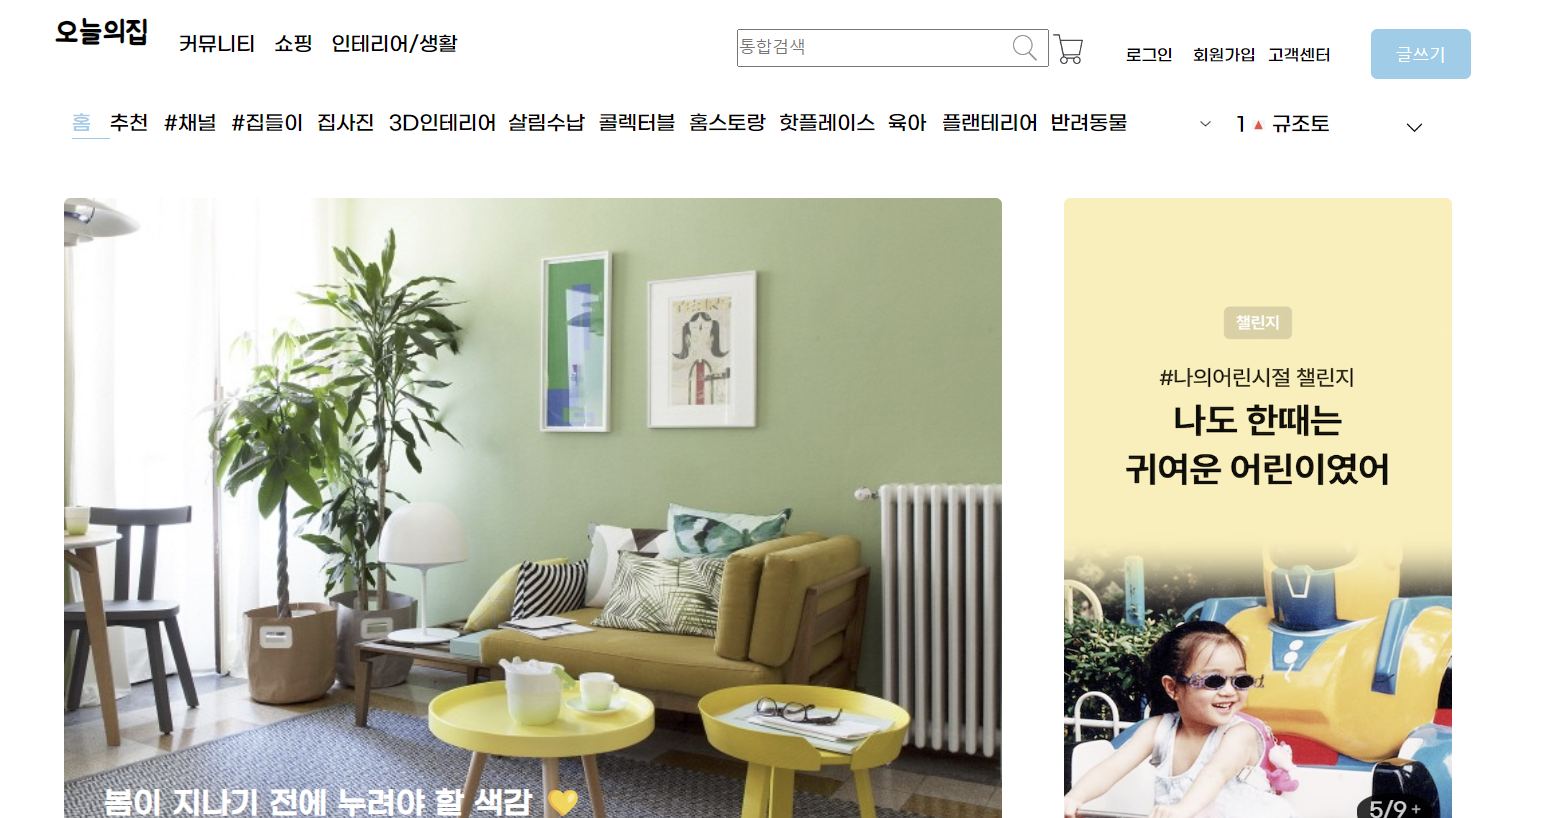 오늘의집 커뮤니티 쇼핑 인테리어/생활 통합검색 로그인 회원가입 고객센터 글쓰기
홈 추천 #채널 #집들이 집사진 3D인테리어 살림수납 콜렉터블 홈스토랑 핫플레이스 육아 플랜테리어 반려동물 1 규조토
챌린지
#나의어린시절 챌린지
나도 한때는
귀여운 어린이였어
봄이 지나기 전에 누려야 할 색감 💛
5/9 +